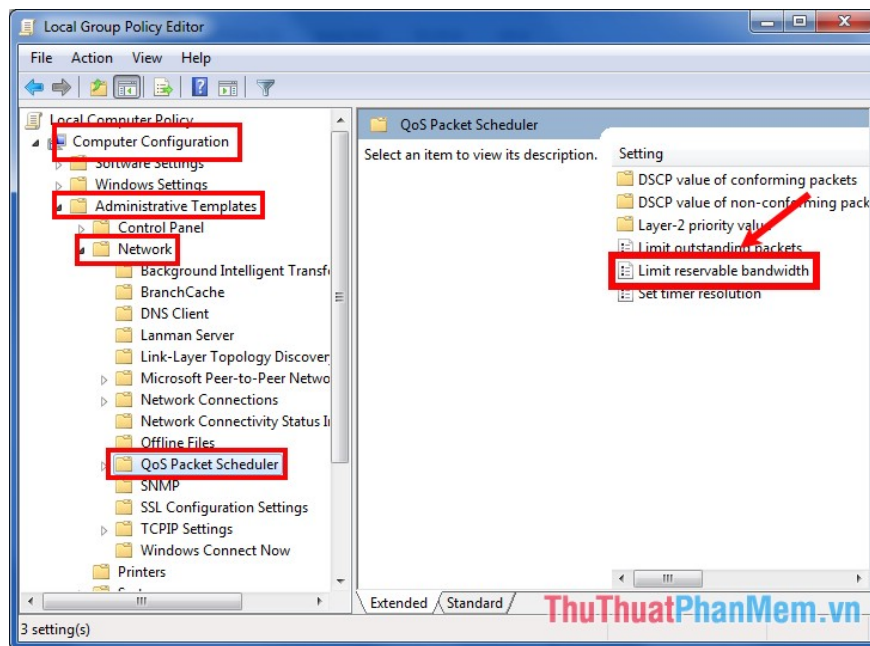 Local Group Policy Editor
File Action View Help
Local Computer Policy
Computer Configuration
Software Settings
Windows Settings
Administrative Templates
Control Panel
Network
Background Intelligent Transf
BranchCache
DNS Client
Lanman Server
Link-Layer Topology Discover
Microsoft Peer-to-Peer Netwo
Network Connections
Network Connectivity Status I
Offline Files
QoS Packet Scheduler
SNMP
SSL Configuration Settings
TCPIP Settings
Windows Connect Now
Printers
QoS Packet Scheduler
Select an item to view its description.
Setting
DSCP value of conforming packets
DSCP value of non-conforming pack
Layer-2 priority value
Limit outstanding packets
Limit reservable bandwidth
Set timer resolution
Extended Standard
ThuThuatPhanMem.vn
3 setting(s)